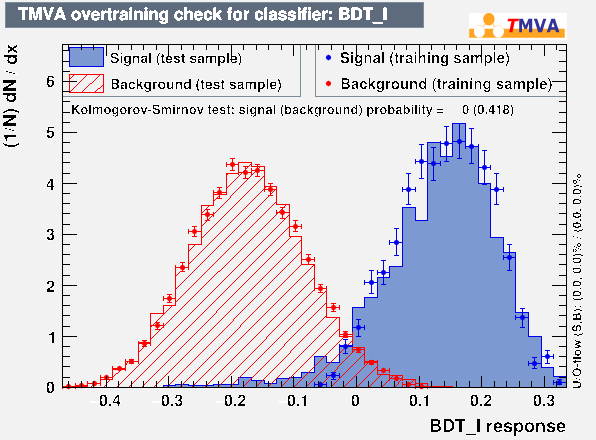 TMVA overtraining check for classifier: BDT_I
TMVA
Signal (test sample)
Signal (training sample)
Background (test sample)
Background (training sample)
Kolmogorov-Smirnov test: signal (background) probability = 0 (0.418)
(1/N) dN / dx
6
5
4
3
2
1
0
−0.4 −0.3 −0.2 −0.1 0 0.1 0.2 0.3
BDT_I response
U/O-flow (S,B): (0.0, 0.0)% / (0.0, 0.0)%